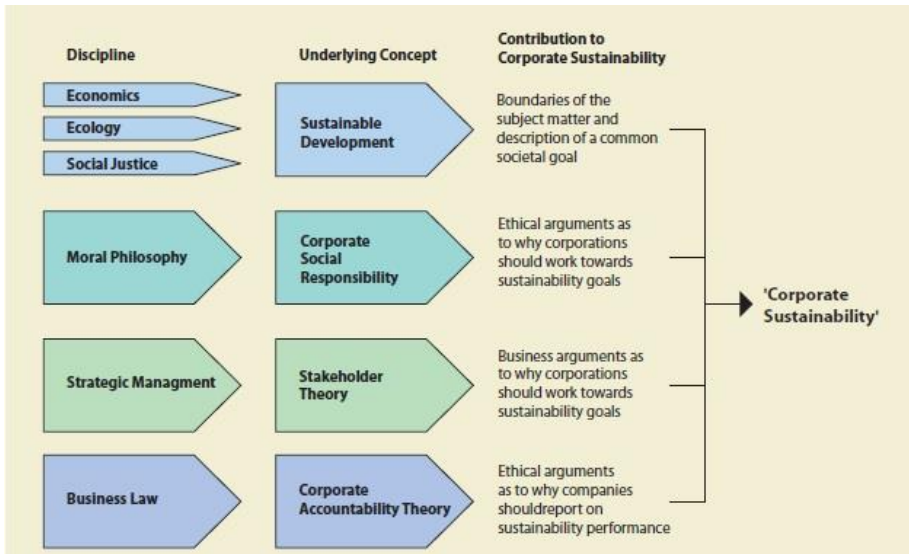 Discipline
Underlying Concept
Contribution to
Corporate Sustainability
Economics
Ecology
Social Justice
Sustainable
Development
Boundaries of the
subject matter and
description of a common
societal goal
Moral Philosophy
Corporate
Social
Responsibility
Ethical arguments as
to why corporations
should work towards
sustainability goals
'Corporate
Sustainability'
Strategic Managment
Stakeholder
Theory
Business arguments as
to why corporations
should work towards
sustainability goals
Business Law
Corporate
Accountability Theory
Ethical arguments
as to why companies
shouldreport on
sustainability performance